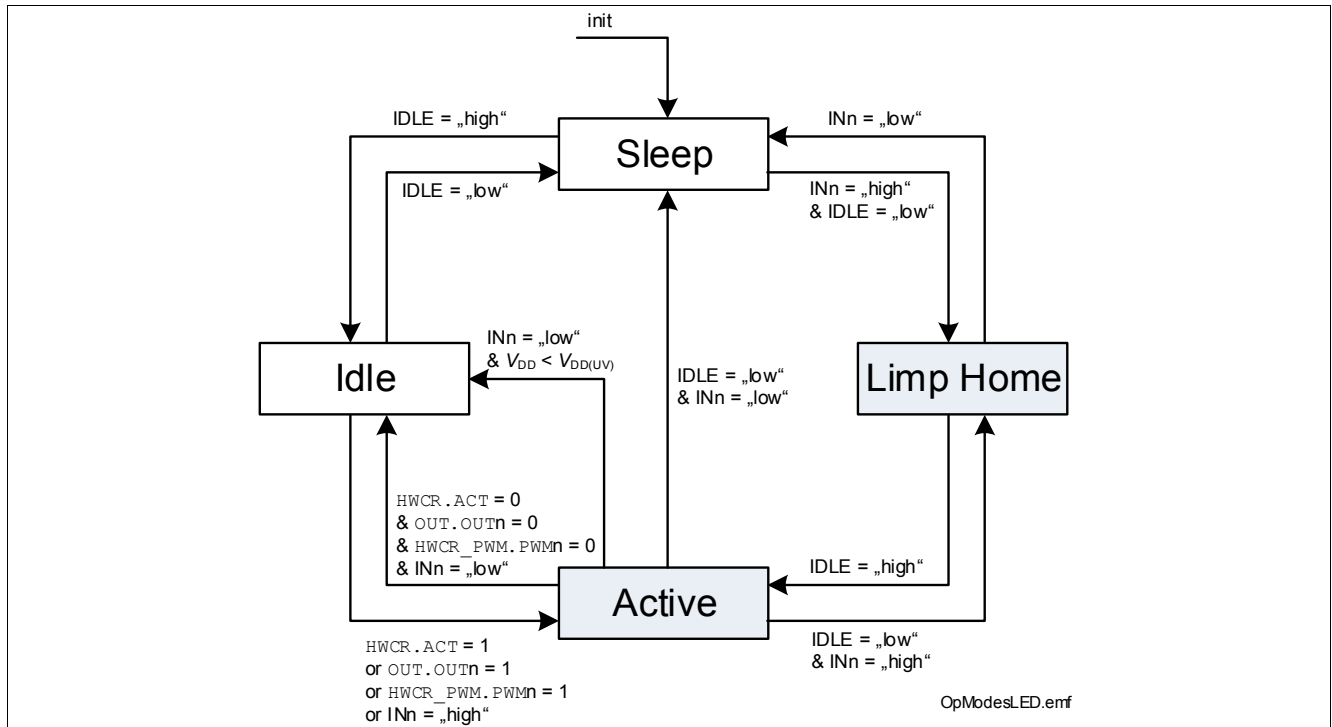 init
IDLE = „high“
INn = „low“
Sleep
IDLE = „low“
INn = „high“
& IDLE = „low“
INn = „low“
& VDD < VDD(UV)
Idle
IDLE = „low“
& INn = „low“
Limp Home
HWCR.ACT = 0
& OUT.OUTn = 0
& HWCR_PWM.PWMn = 0
& INn = „low“
IDLE = „high“
Active
HWCR.ACT = 1
or OUT.OUTn = 1
or HWCR_PWM.PWMn = 1
or INn = „high“
IDLE = „low“
& INn = „high“
OpModesLED.emf